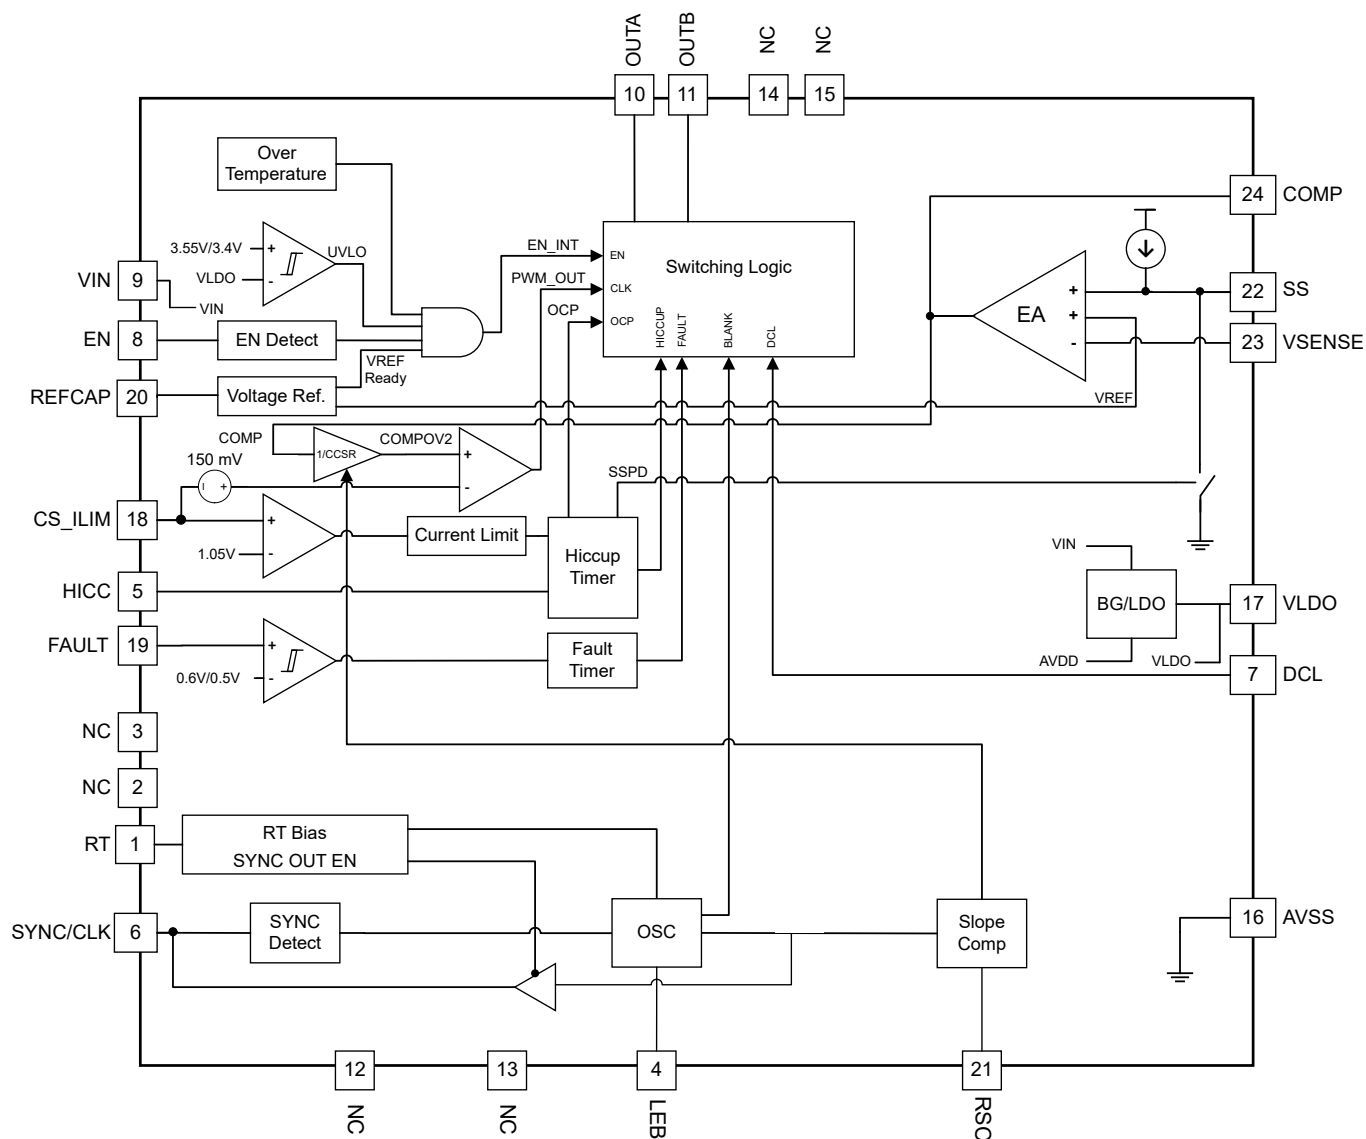 OUTA
OUTB
NC
NC
10
11
14
15
Over
Temperature
24
COMP
3.55V/3.4V
+
UVLO
VLDO
-
EN_INT
EN
Switching Logic
VIN
9
VIN
PWM_OUT
CLK
OCP
OCP
HICCUP
FAULT
BLANK
DCL
EA
+
+
-
22
SS
EN
8
EN Detect
23
VSENSE
VREF
Ready
REFCAP
20
Voltage Ref.
VREF
COMP
1/CCSR
COMPOV2
+
-
150 mV
-
+
SSPD
CS_ILIM
18
+
1.05V
-
Current Limit
Hiccup
Timer
VIN
HICC
5
BG/LDO
17
VLDO
FAULT
19
+
0.6V/0.5V
-
Fault
Timer
AVDD
VLDO
7
DCL
NC
3
NC
2
RT
1
RT Bias
SYNC OUT EN
SYNC/CLK
6
SYNC
Detect
OSC
Slope
Comp
16
AVSS
12
13
4
21
NC
NC
LEB
RSC